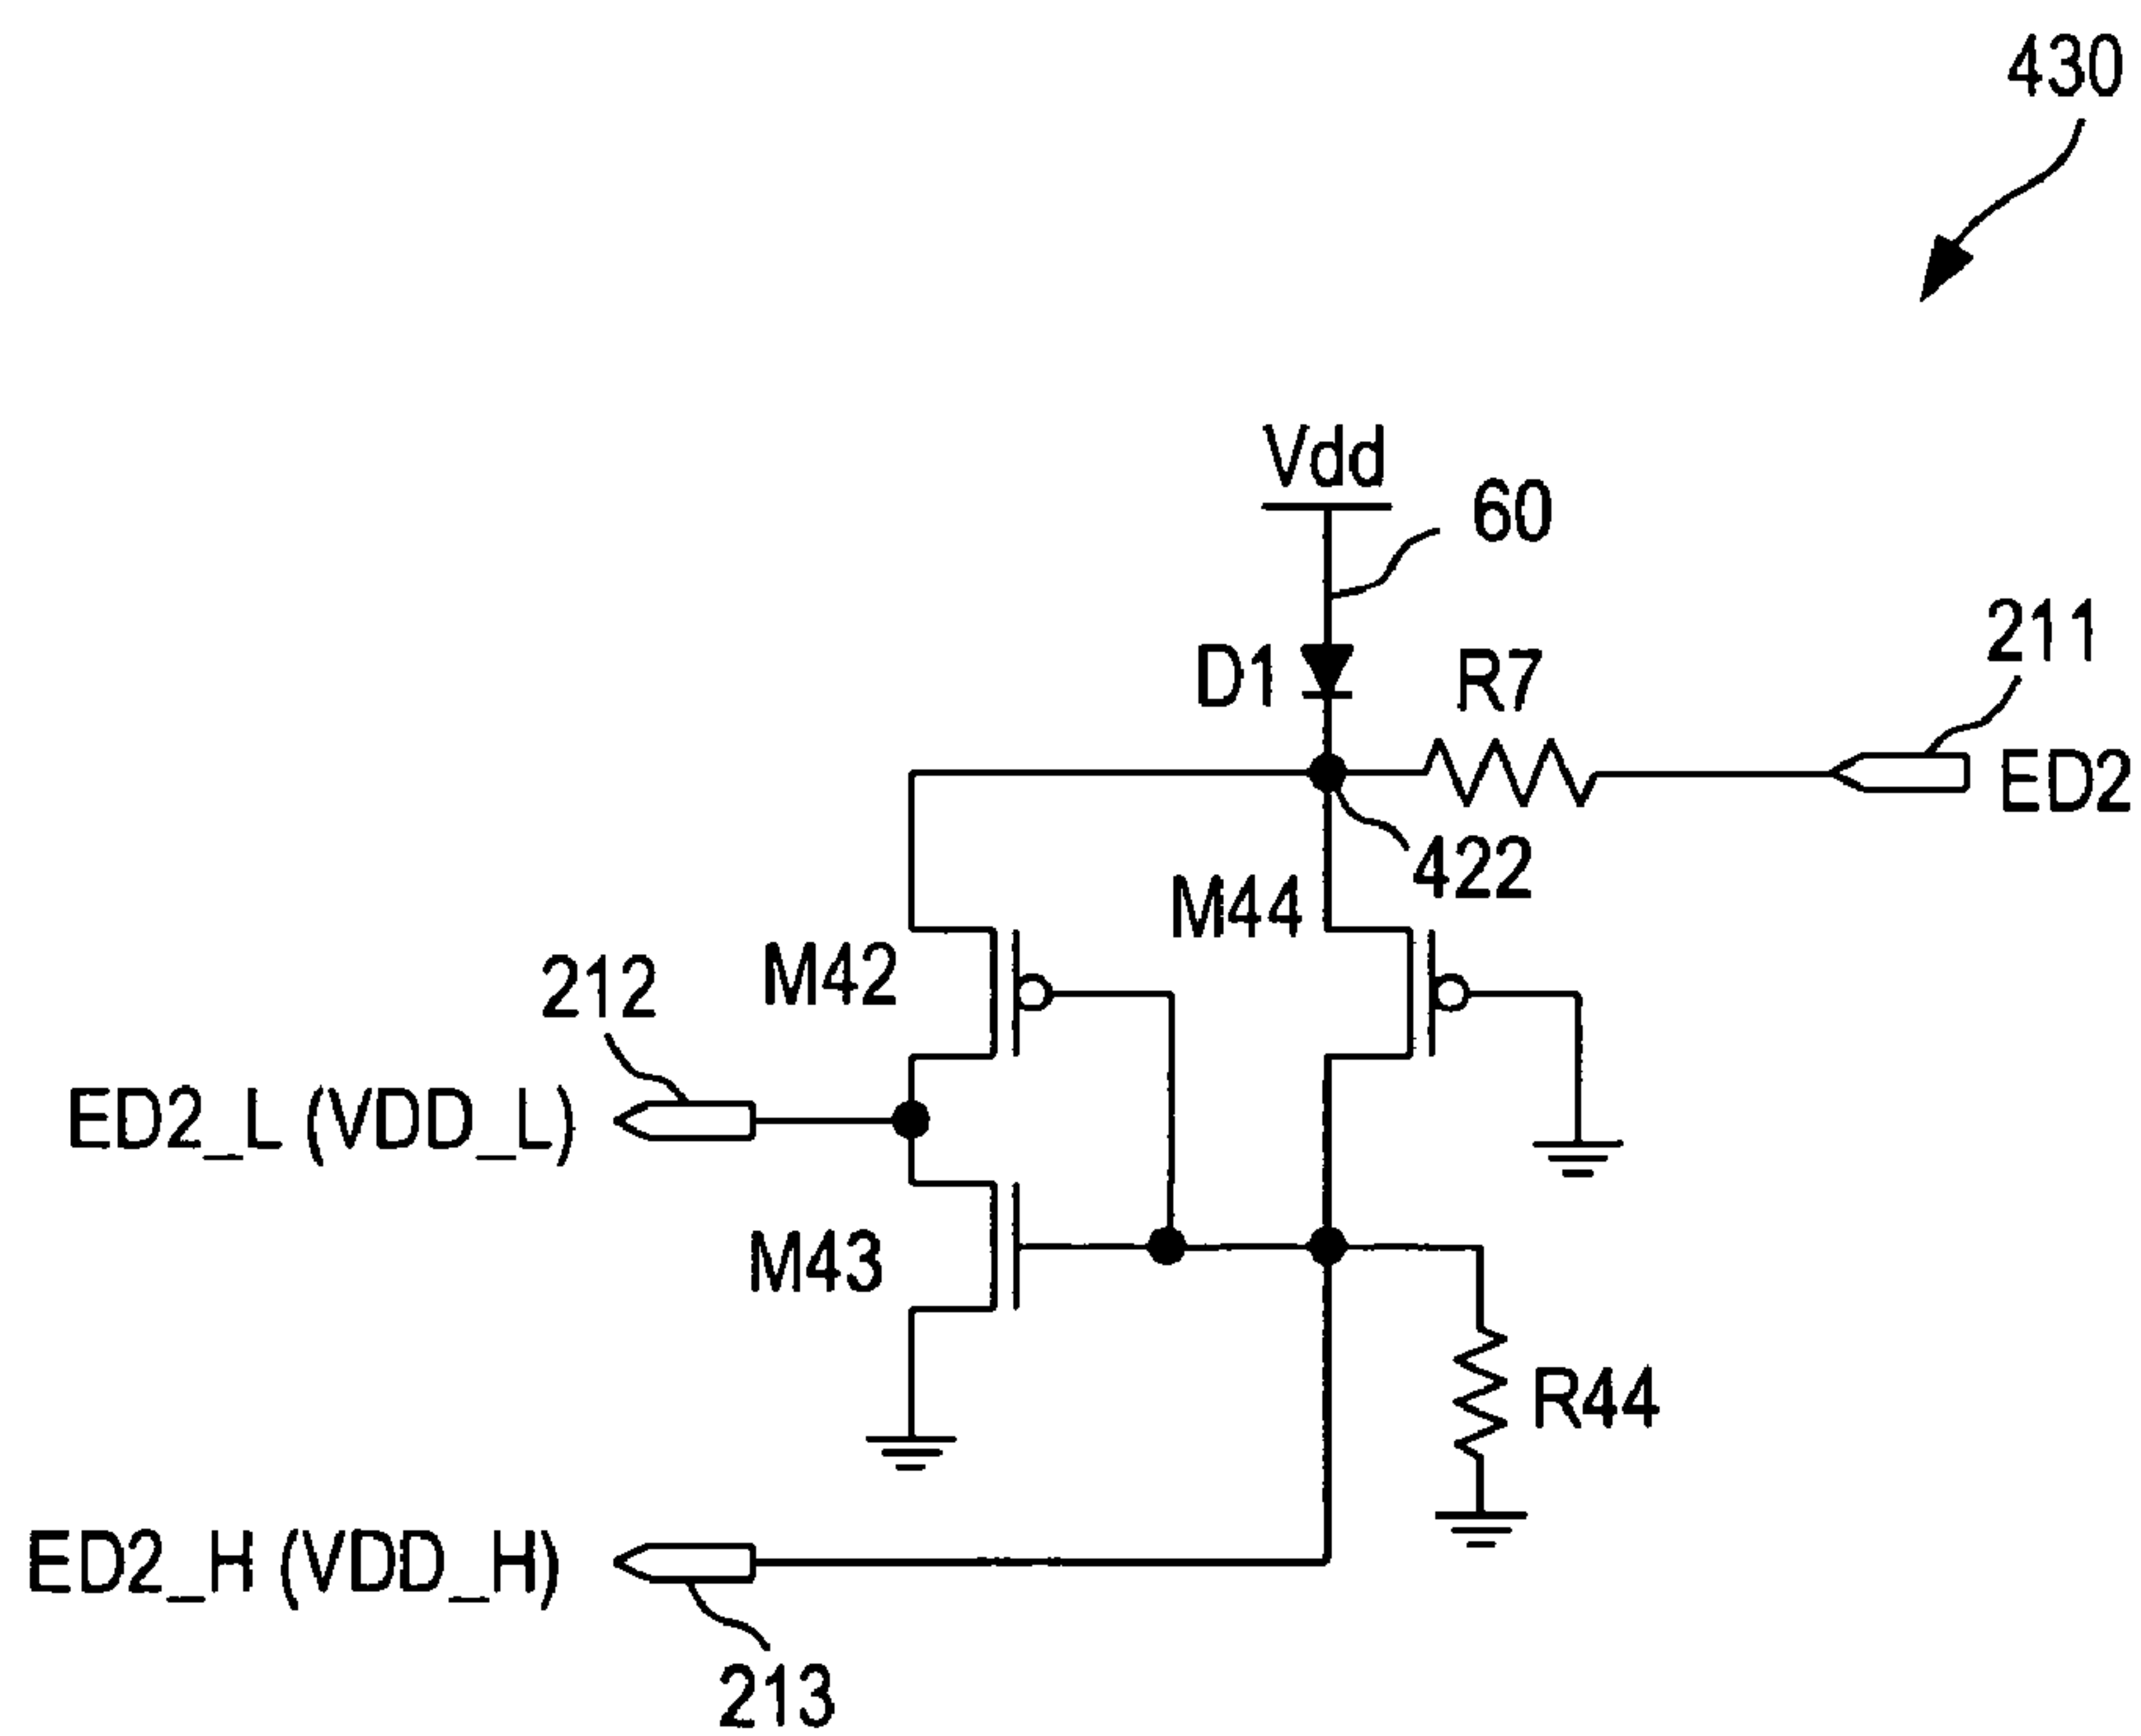 430
Vdd
60
211
D1
R7
ED2
422
M44
M42
212
ED2_L (VDD_L)
M43
R44
ED2_H (VDD_H)
213